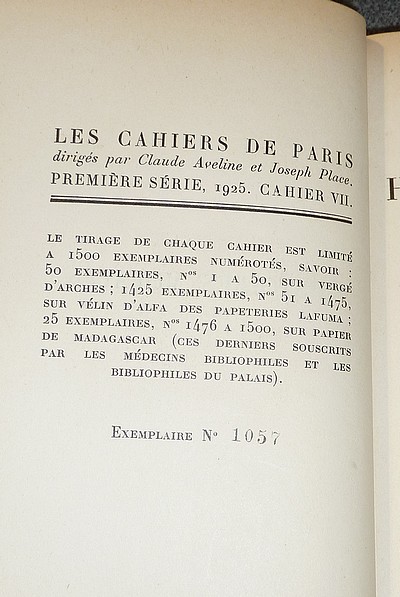 LES CAHIERS DE PARIS
dirigés par Claude Aveline et Joseph Place.
PREMIÈRE SÉRIE, 1925. CAHIER VII.
LE TIRAGE DE CHAQUE CAHIER EST LIMITÉ
A 1500 EXEMPLAIRES NUMÉROTÉS, SAVOIR :
50 EXEMPLAIRES, Nos 1 A 50, SUR VERGÉ
D'ARCHES ; 1425 EXEMPLAIRES, Nos 51 A 1475,
SUR VÉLIN D'ALFA DES PAPETERIES LAFUMA ;
25 EXEMPLAIRES, Nos 1476 A 1500, SUR PAPIER
DE MADAGASCAR (CES DERNIERS SOUSCRITS
PAR LES MÉDECINS BIBLIOPHILES ET LES
BIBLIOPHILES DU PALAIS).
EXEMPLAIRE No 1057
H